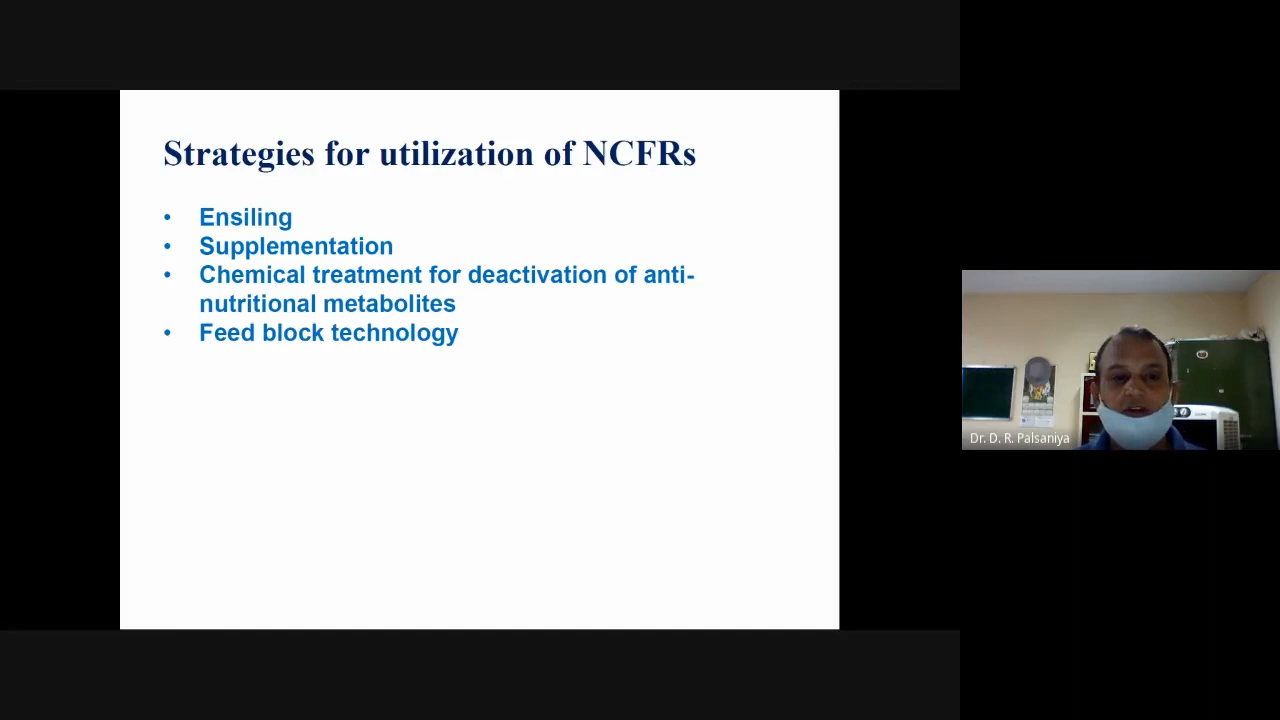 Strategies for utilization of NCFRs
• Ensiling
• Supplementation
• Chemical treatment for deactivation of anti-
nutritional metabolites
• Feed block technology
Dr. D. R. Palsaniya